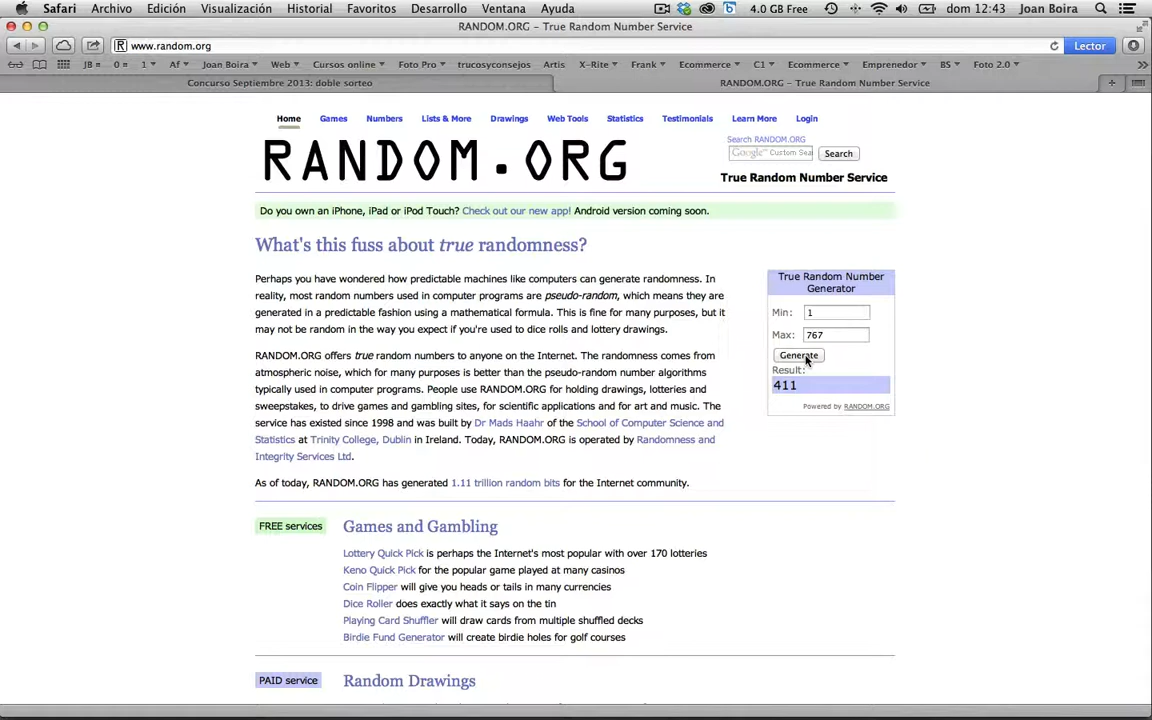 Safari Archivo Edición Visualización Historial Favoritos Desarrollo Ventana Ayuda 4.0 GB Free dom 12:43 Joan Boira
RANDOM.ORG – True Random Number Service
www.random.org Lector
JB = 0 = 1 Af Joan Boira Web Cursos online Foto Pro trucosyconsejos Artis X-Rite Frank Ecommerce C1 Ecommerce Emprendedor BS Foto 2.0
Concurso Septiembre 2013: doble sorteo RANDOM.ORG – True Random Number Service
Home Games Numbers Lists & More Drawings Web Tools Statistics Testimonials Learn More Login
Search RANDOM.ORG
Google™ Custom Sea Search
RANDOM.ORG
True Random Number Service
Do you own an iPhone, iPad or iPod Touch? Check out our new app! Android version coming soon.
What's this fuss about true randomness?
Perhaps you have wondered how predictable machines like computers can generate randomness. In
reality, most random numbers used in computer programs are pseudo-random, which means they are
generated in a predictable fashion using a mathematical formula. This is fine for many purposes, but it
may not be random in the way you expect if you're used to dice rolls and lottery drawings.
RANDOM.ORG offers true random numbers to anyone on the Internet. The randomness comes from
atmospheric noise, which for many purposes is better than the pseudo-random number algorithms
typically used in computer programs. People use RANDOM.ORG for holding drawings, lotteries and
sweepstakes, to drive games and gambling sites, for scientific applications and for art and music. The
service has existed since 1998 and was built by Dr Mads Haahr of the School of Computer Science and
Statistics at Trinity College, Dublin in Ireland. Today, RANDOM.ORG is operated by Randomness and
Integrity Services Ltd.
As of today, RANDOM.ORG has generated 1.11 trillion random bits for the Internet community.
True Random Number
Generator
Min: 1
Max: 767
Generate
Result:
411
Powered by RANDOM.ORG
FREE services
Games and Gambling
Lottery Quick Pick is perhaps the Internet's most popular with over 170 lotteries
Keno Quick Pick for the popular game played at many casinos
Coin Flipper will give you heads or tails in many currencies
Dice Roller does exactly what it says on the tin
Playing Card Shuffler will draw cards from multiple shuffled decks
Birdie Fund Generator will create birdie holes for golf courses
PAID service
Random Drawings